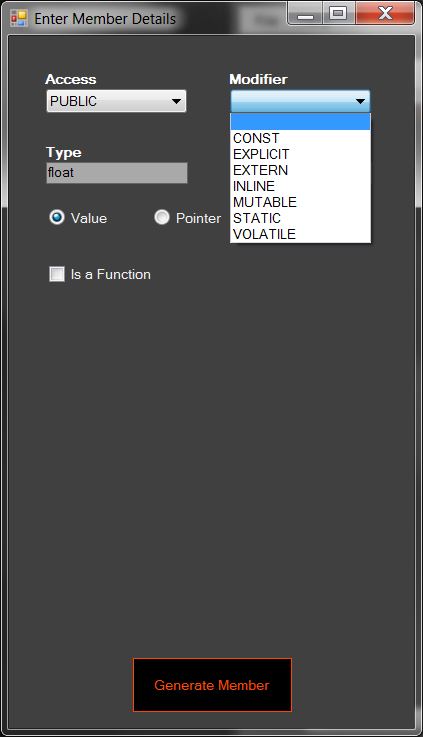 Enter Member Details
Access
Modifier
PUBLIC
CONST
EXPLICIT
EXTERN
INLINE
MUTABLE
STATIC
VOLATILE
Type
float
Value
Pointer
Is a Function
Generate Member